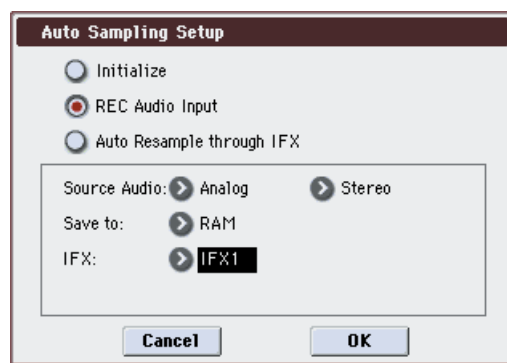 Auto Sampling Setup
Initialize
REC Audio Input
Auto Resample through IFX
Source Audio: Analog Stereo
Save to: RAM
IFX: IFX1
Cancel OK